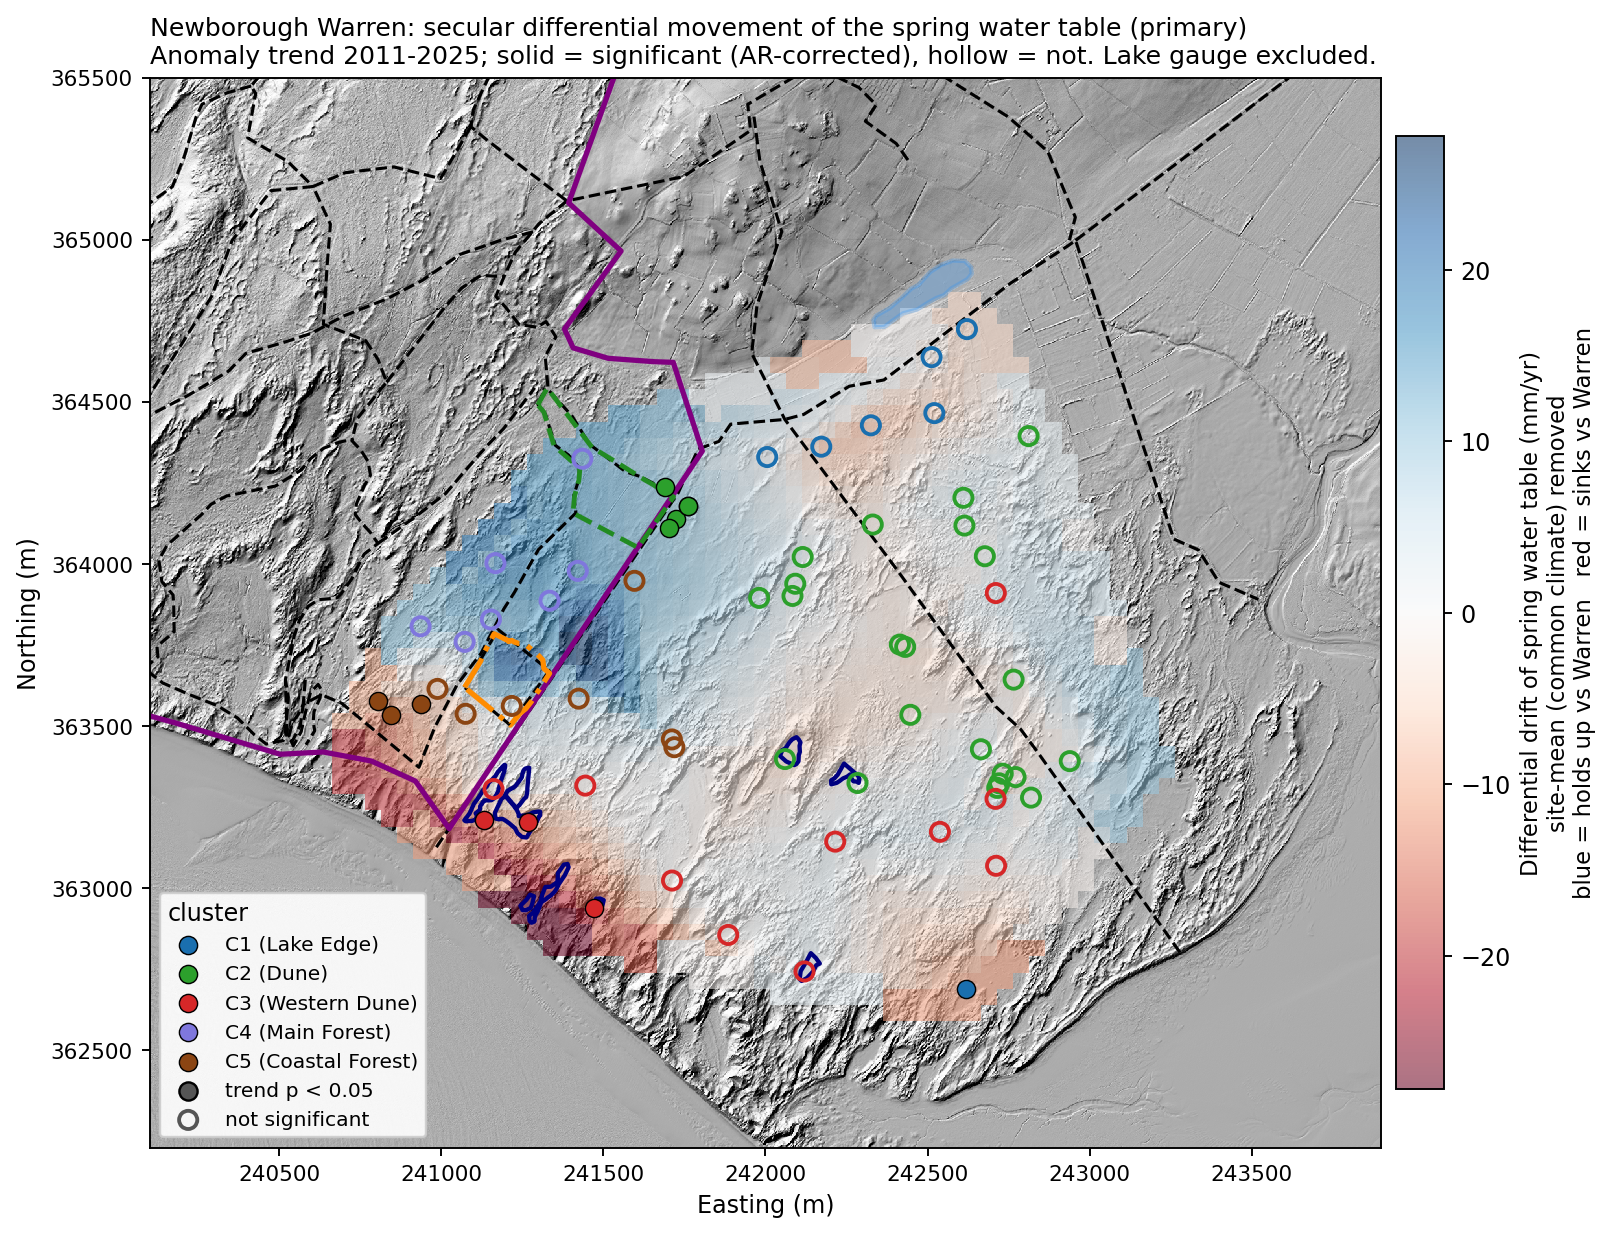 Newborough Warren: secular differential movement of the spring water table (primary)
Anomaly trend 2011-2025; solid = significant (AR-corrected), hollow = not. Lake gauge excluded.
365500
365000
364500
364000
363500
363000
362500
Northing (m)
240500
241000
241500
242000
242500
243000
243500
Easting (m)
cluster
C1 (Lake Edge)
C2 (Dune)
C3 (Western Dune)
C4 (Main Forest)
C5 (Coastal Forest)
trend p < 0.05
not significant
20
10
0
−10
−20
Differential drift of spring water table (mm/yr)
site-mean (common climate) removed
blue = holds up vs Warren   red = sinks vs Warren